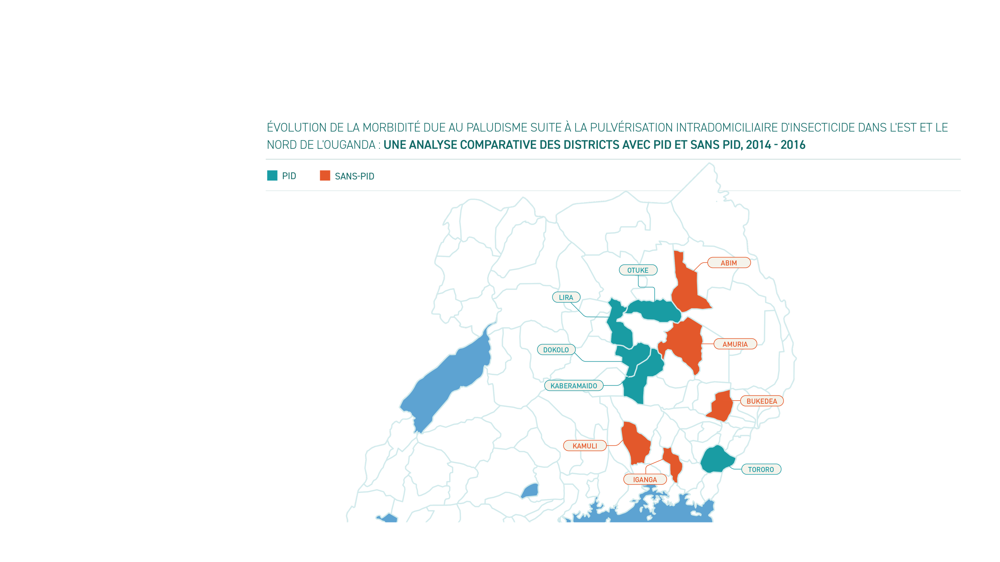 ÉVOLUTION DE LA MORBIDITÉ DUE AU PALUDISME SUITE À LA PULVÉRISATION INTRADOMICILIAIRE D'INSECTICIDE DANS L'EST ET LE
NORD DE L'OUGANDA : UNE ANALYSE COMPARATIVE DES DISTRICTS AVEC PID ET SANS PID, 2014 - 2016
PID
SANS-PID
ABIM
OTUKE
LIRA
AMURIA
DOKOLO
KABERAMAIDO
BUKEDEA
KAMULI
TORORO
IGANGA